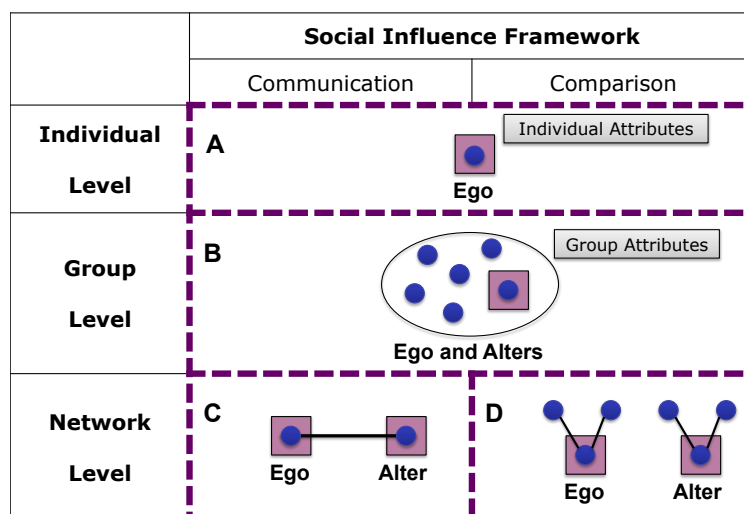 Social Influence Framework
Communication
Comparison
Individual
Level
A
Individual Attributes
Ego
Group
Level
B
Group Attributes
Ego and Alters
Network
Level
C
Ego
Alter
D
Ego
Alter